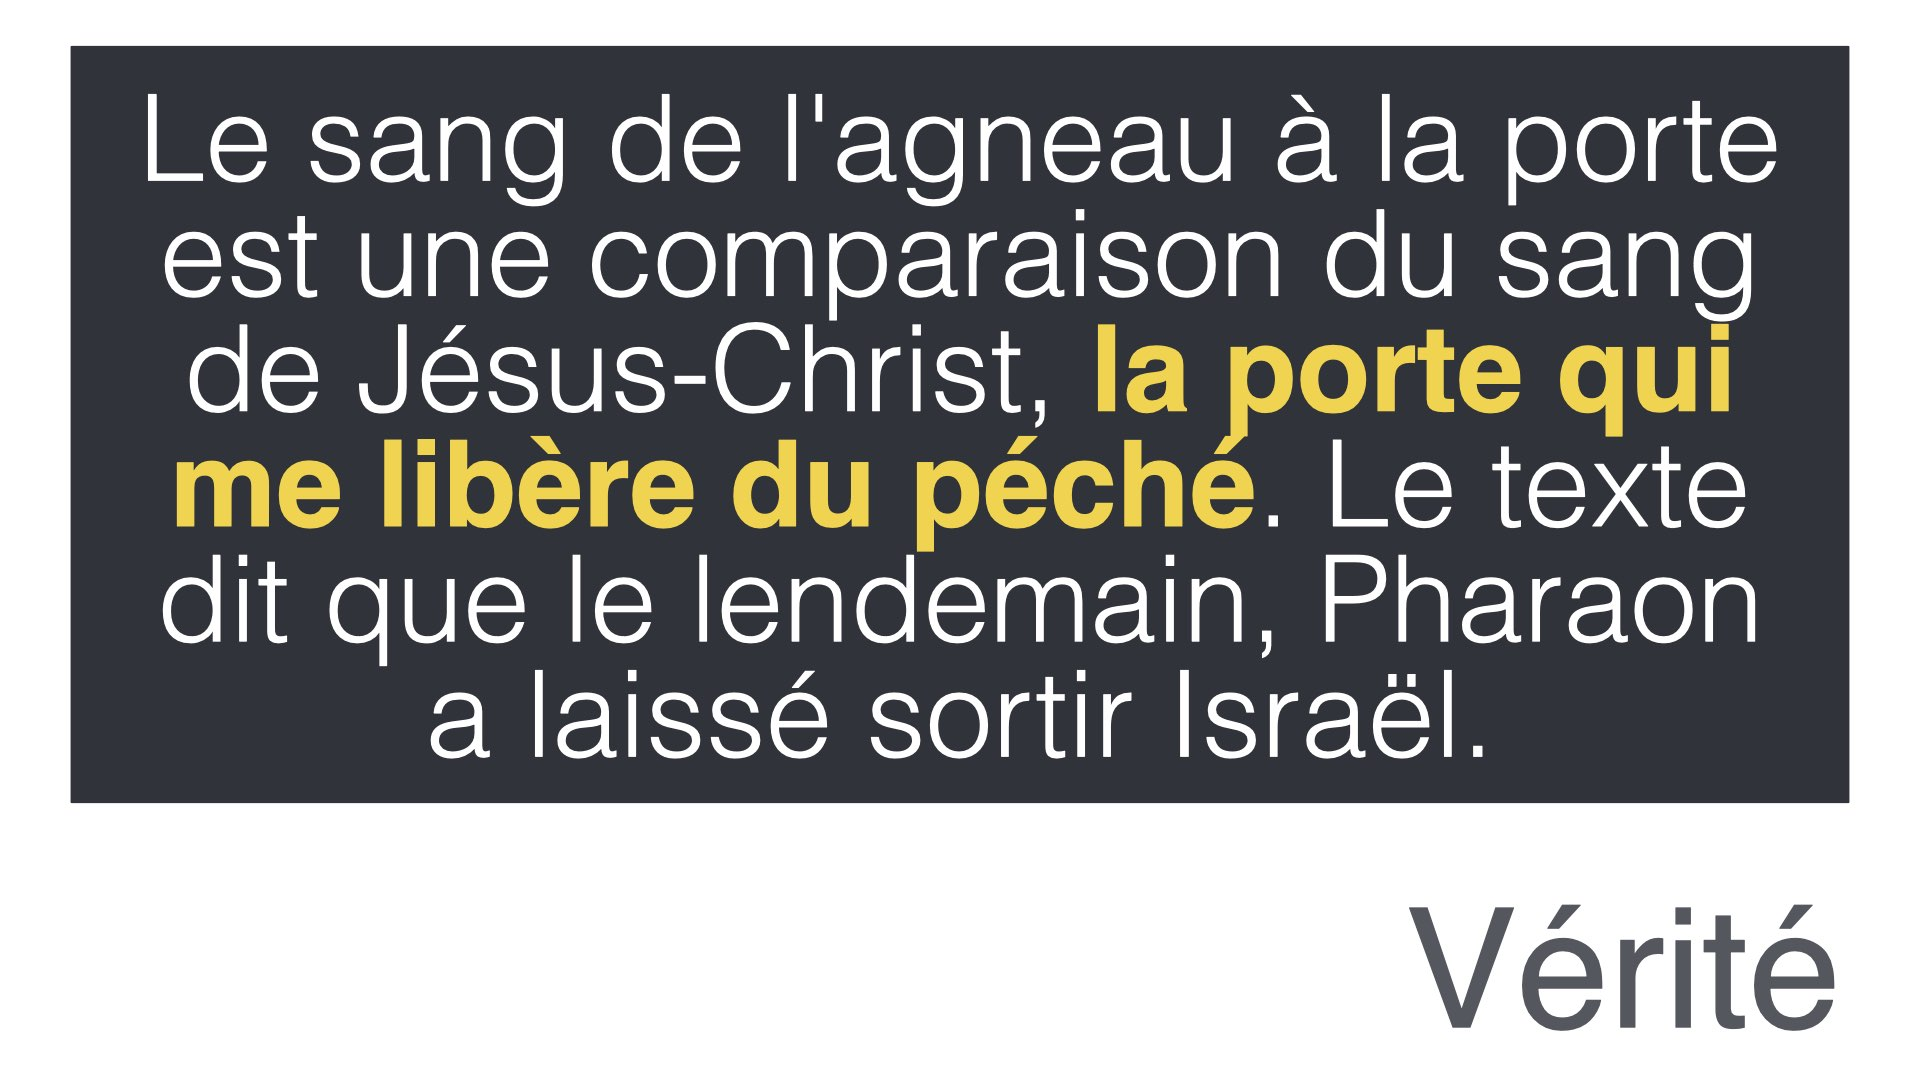 Le sang de l'agneau à la porte
est une comparaison du sang
de Jésus-Christ, la porte qui
me libère du péché. Le texte
dit que le lendemain, Pharaon
a laissé sortir Israël.
Vérité